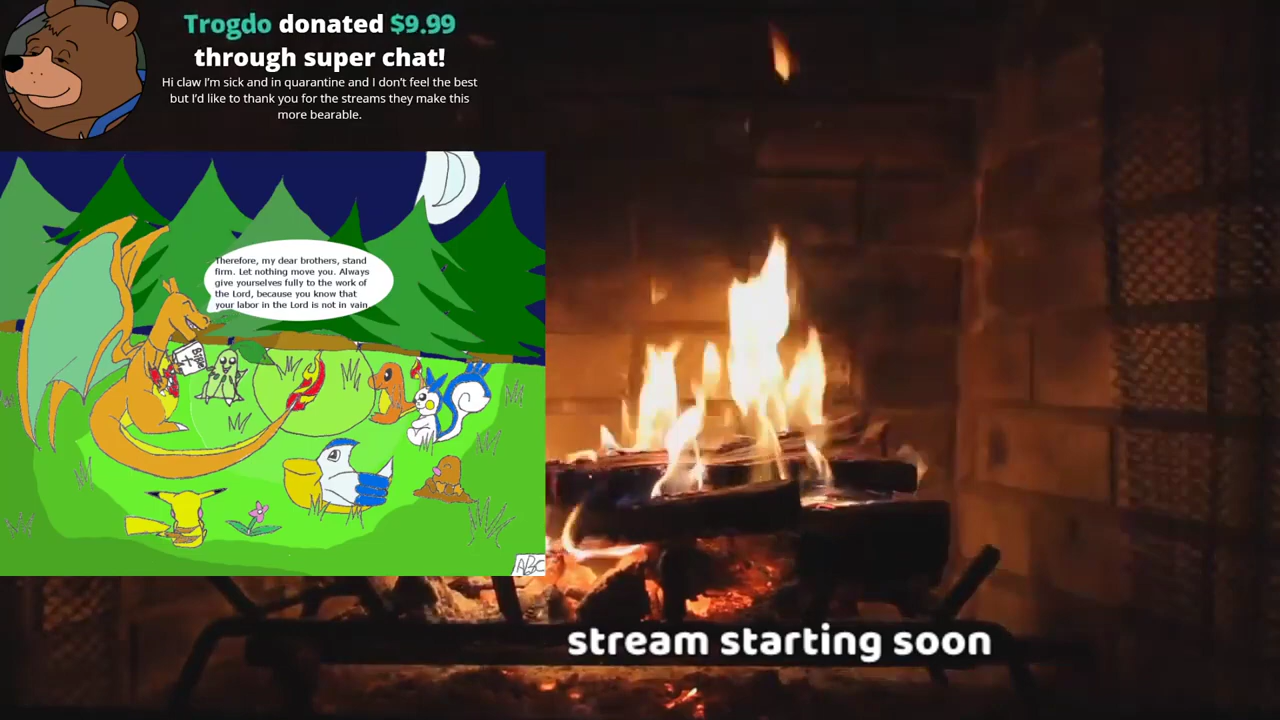 Trogdo donated $9.99
through super chat!
Hi claw I'm sick and in quarantine and I don't feel the best
but I'd like to thank you for the streams they make this
more bearable.
Therefore, my dear brothers, stand
firm. Let nothing move you. Always
give yourselves fully to the work of
the Lord, because you know that
your labor in the Lord is not in vain
ABC
stream starting soon